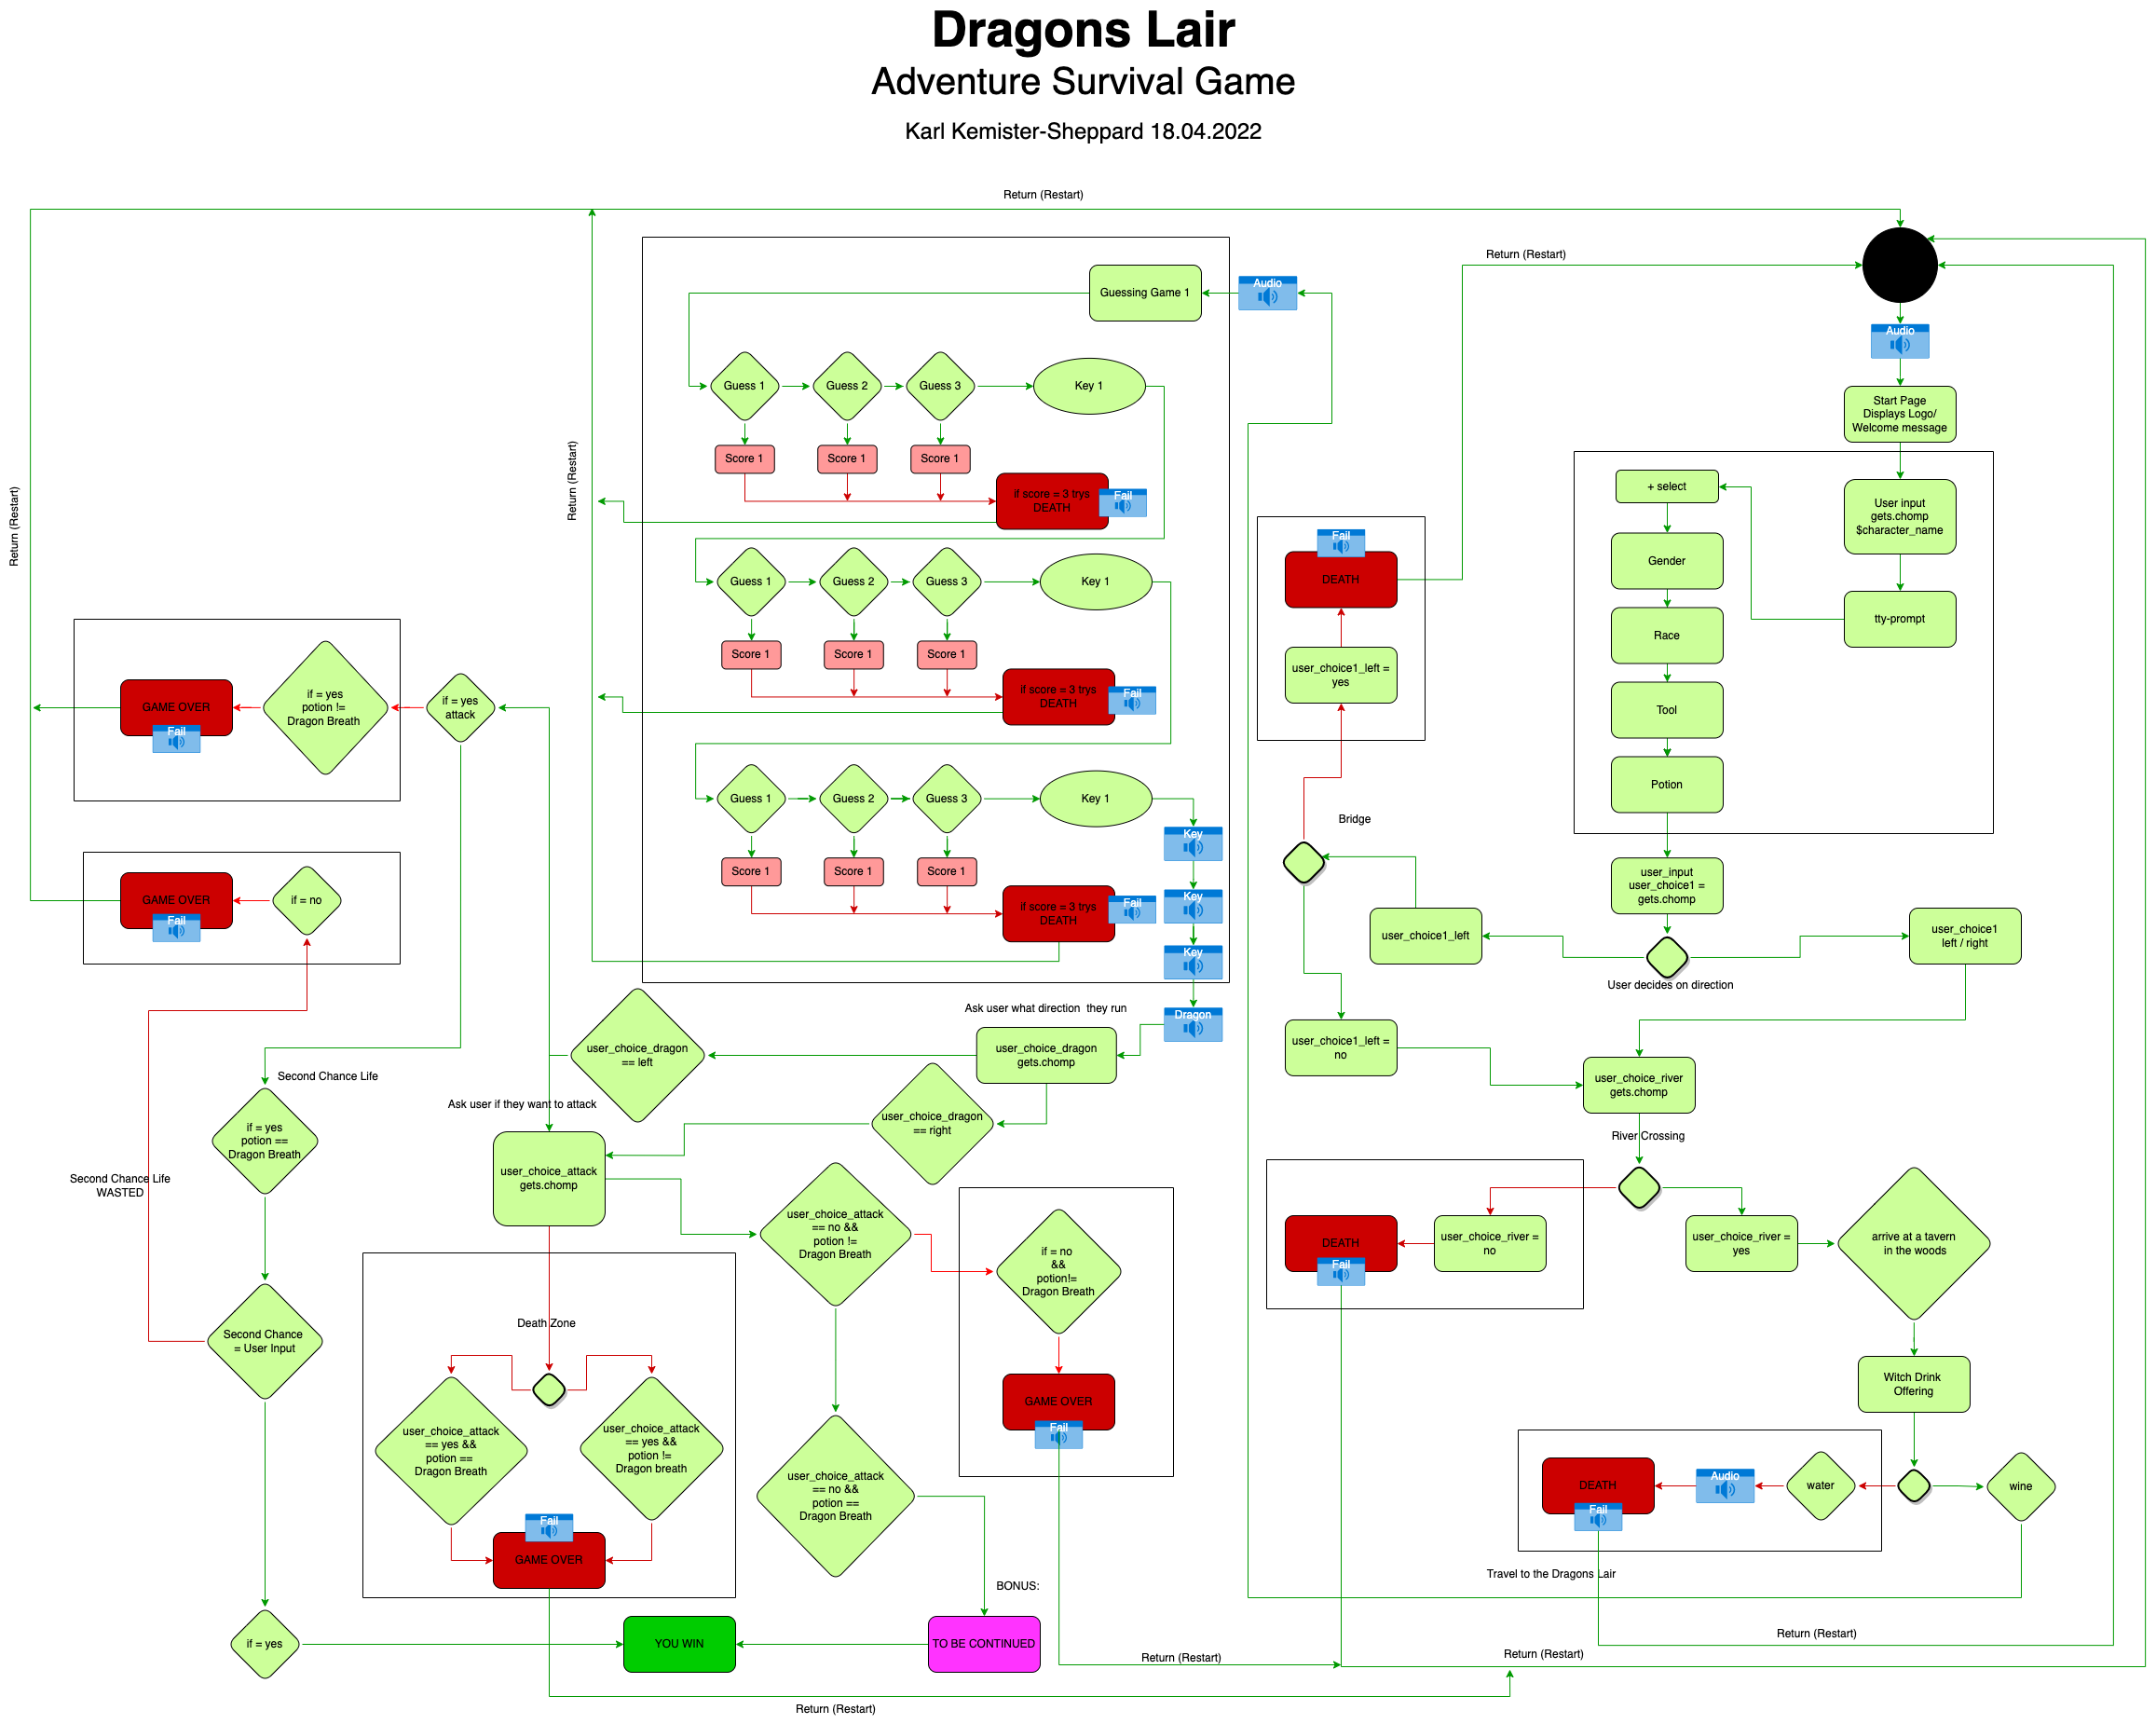 Dragons Lair
Adventure Survival Game
Karl Kemister-Sheppard 18.04.2022
Return (Restart)
Return (Restart)
Audio
Guessing Game 1
Audio
Guess 1
Guess 2
Guess 3
Key 1
Score 1
Score 1
Score 1
if score = 3 trys
DEATH
Fail
Return (Restart)
Guess 1
Guess 2
Guess 3
Key 1
Score 1
Score 1
Score 1
if score = 3 trys
DEATH
Fail
Guess 1
Guess 2
Guess 3
Key 1
Score 1
Score 1
Score 1
if score = 3 trys
DEATH
Fail
Key
Key
Key
Dragon
Start Page
Displays Logo/
Welcome message
User input
gets.chomp
$character_name
tty-prompt
+ select
Gender
Race
Tool
Potion
Fail
DEATH
user_choice1_left =
yes
Bridge
user_input
user_choice1 =
gets.chomp
user_choice1_left
user_choice1
left / right
User decides on direction
user_choice1_left =
no
user_choice_river
gets.chomp
River Crossing
DEATH
Fail
user_choice_river =
no
user_choice_river =
yes
arrive at a tavern
in the woods
Witch Drink
Offering
DEATH
Fail
Audio
water
wine
Travel to the Dragons Lair
Return (Restart)
Return (Restart)
Return (Restart)
GAME OVER
Fail
if = yes
potion !=
Dragon Breath
if = yes
attack
GAME OVER
Fail
if = no
Second Chance Life
if = yes
potion ==
Dragon Breath
Second Chance Life
WASTED
Second Chance
= User Input
if = yes
Ask user what direction  they run
user_choice_dragon
gets.chomp
user_choice_dragon
== left
user_choice_dragon
== right
Ask user if they want to attack
user_choice_attack
gets.chomp
user_choice_attack
== no &&
potion !=
Dragon Breath
if = no
&&
potion!=
Dragon Breath
GAME OVER
Fail
Death Zone
user_choice_attack
== yes &&
potion ==
Dragon Breath
user_choice_attack
== yes &&
potion !=
Dragon breath
Fail
GAME OVER
user_choice_attack
== no &&
potion ==
Dragon Breath
BONUS:
YOU WIN
TO BE CONTINUED
Return (Restart)
Return (Restart)